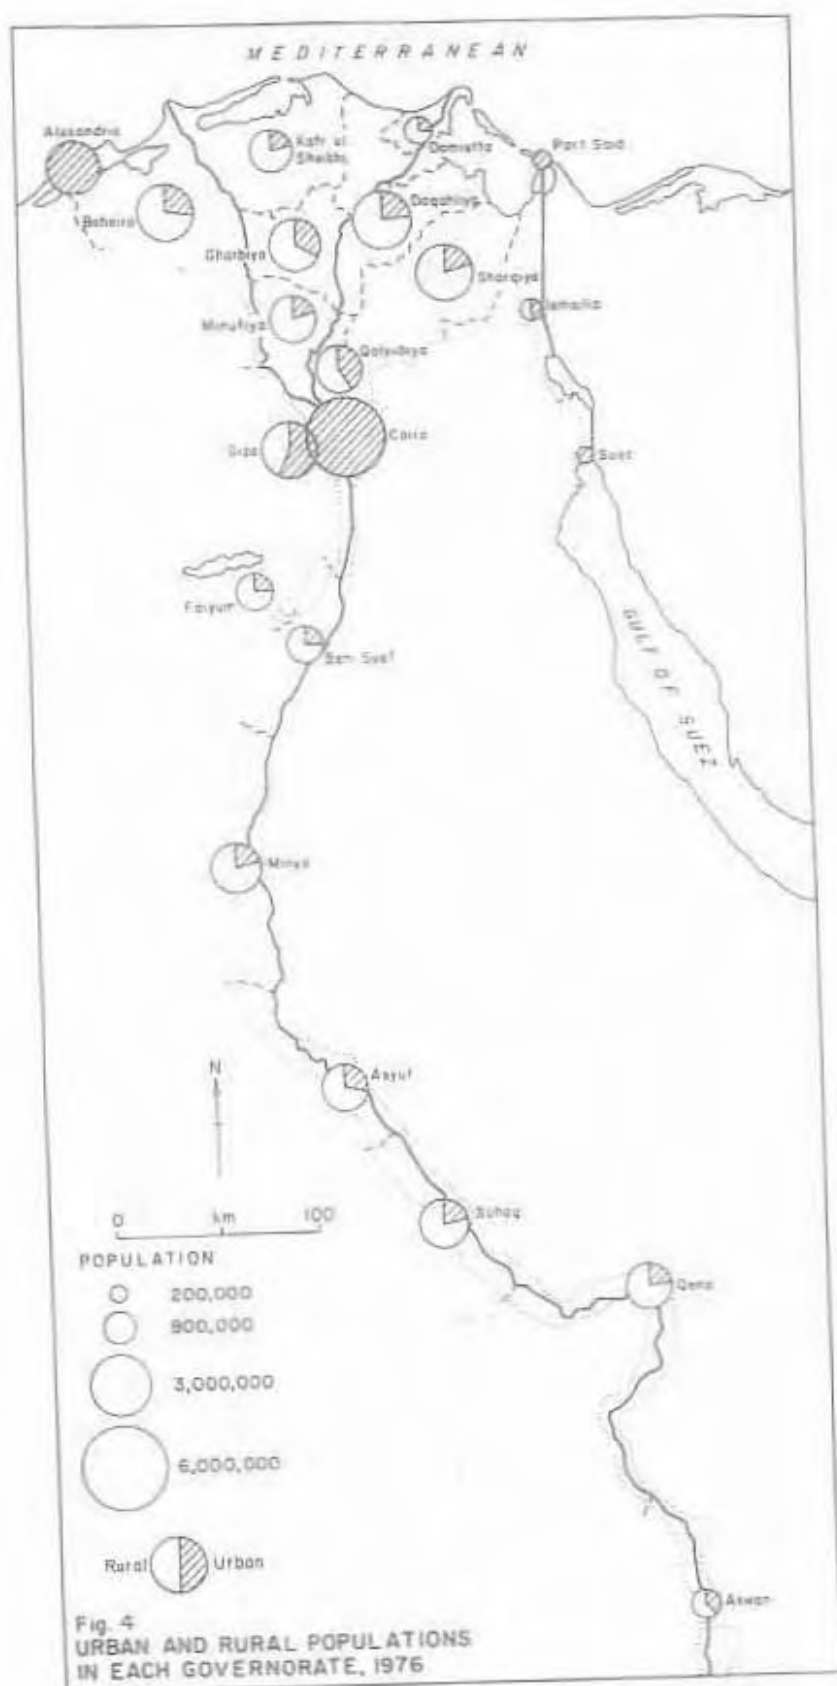 MEDITERRANEAN
Alexandria
Kafr el
Sheikh
Damietta
Port Said
Beheira
Daqahliya
Gharbiya
Sharqiya
Minufiya
Ismailia
Qalyubiya
Giza
Cairo
Suez
Faiyum
Beni Suef
GULF OF SUEZ
Minya
N
Asyut
0 km 100
Suhag
POPULATION
200,000
Qena
800,000
3,000,000
6,000,000
Rural Urban
Aswan
Fig. 4
URBAN AND RURAL POPULATIONS
IN EACH GOVERNORATE, 1976